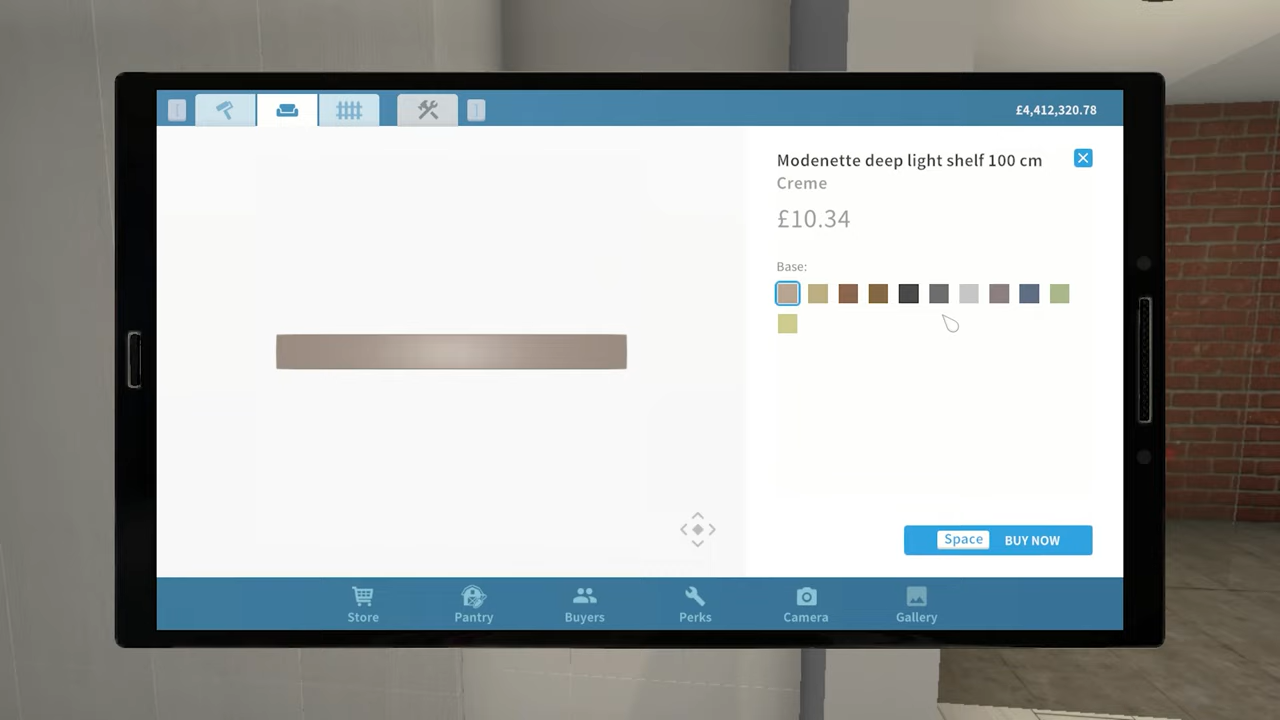 £4,412,320.78
Modenette deep light shelf 100 cm
Creme
£10.34
Base:
Space BUY NOW
Store Pantry Buyers Perks Camera Gallery